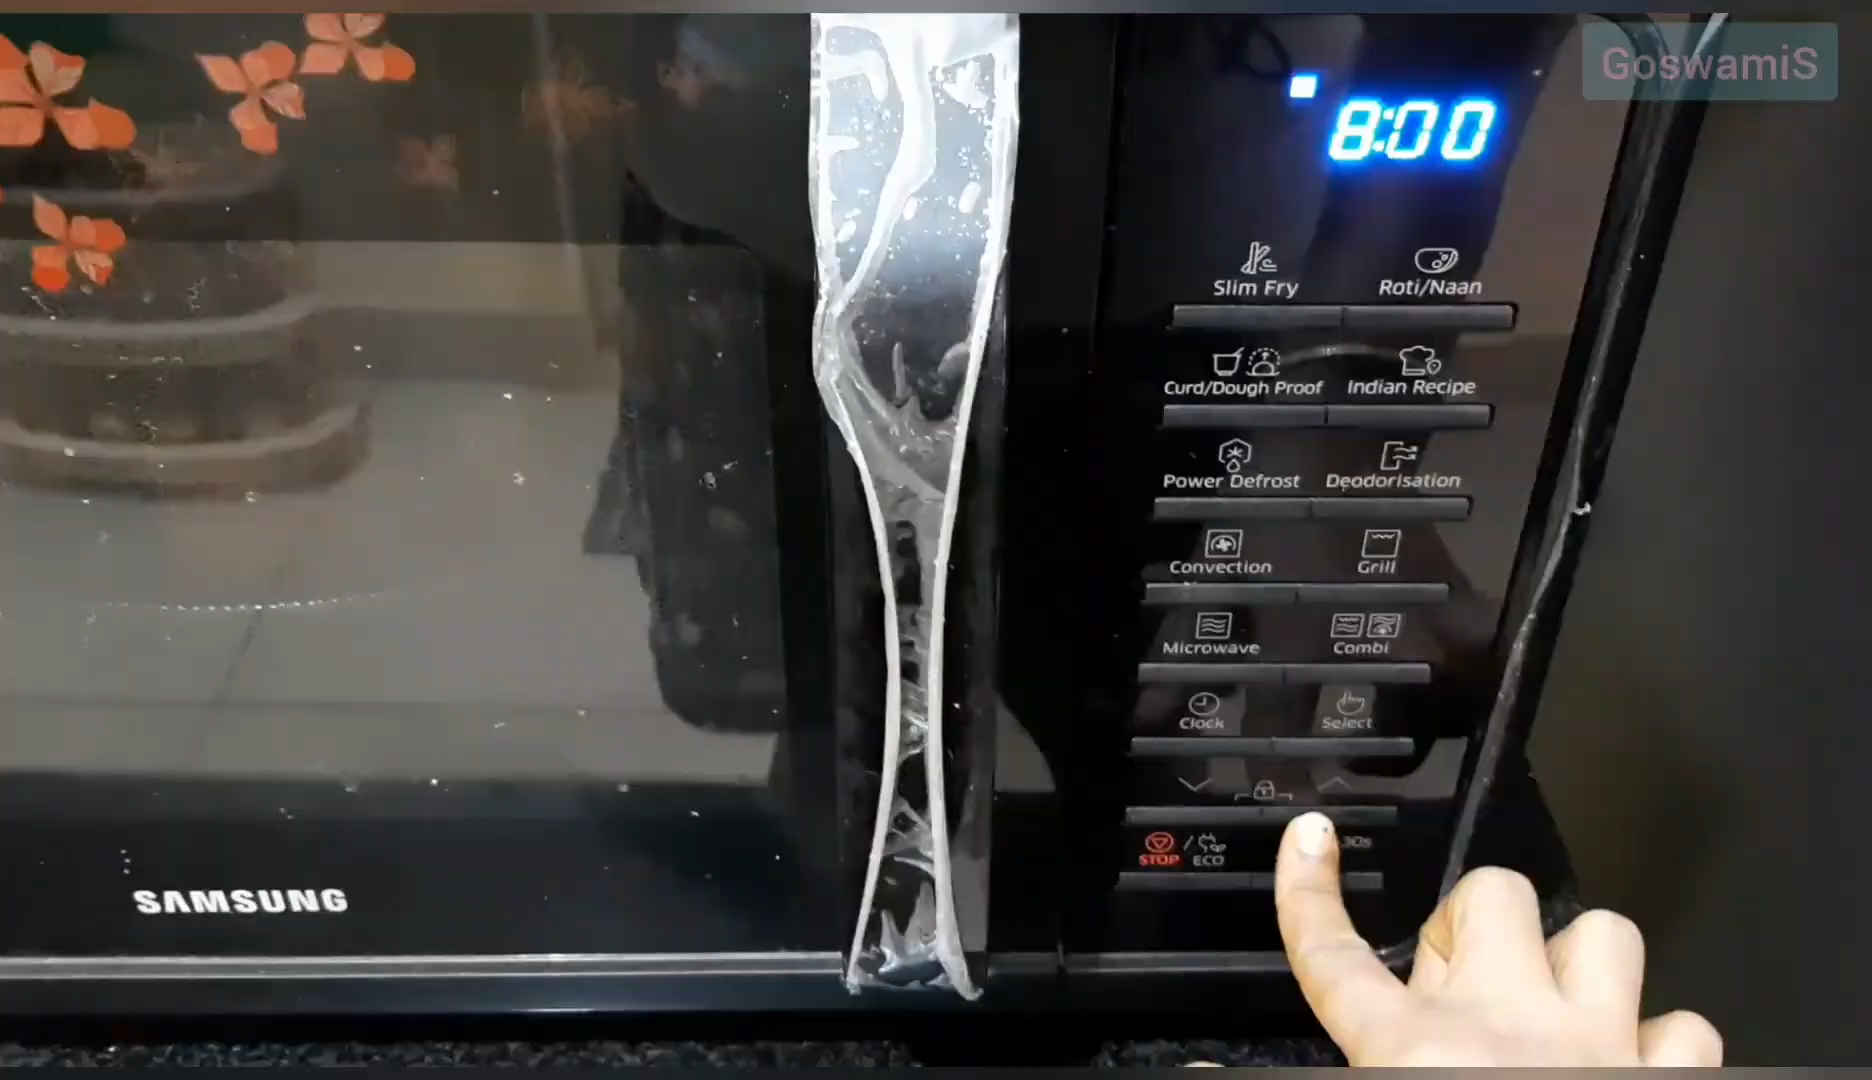 GoswamiS
8:00
Slim Fry
Roti/Naan
Curd/Dough Proof
Indian Recipe
Power Defrost
Deodorisation
Convection
Grill
Microwave
Combi
Clock
Select
STOP
/
ECO
30s
SAMSUNG